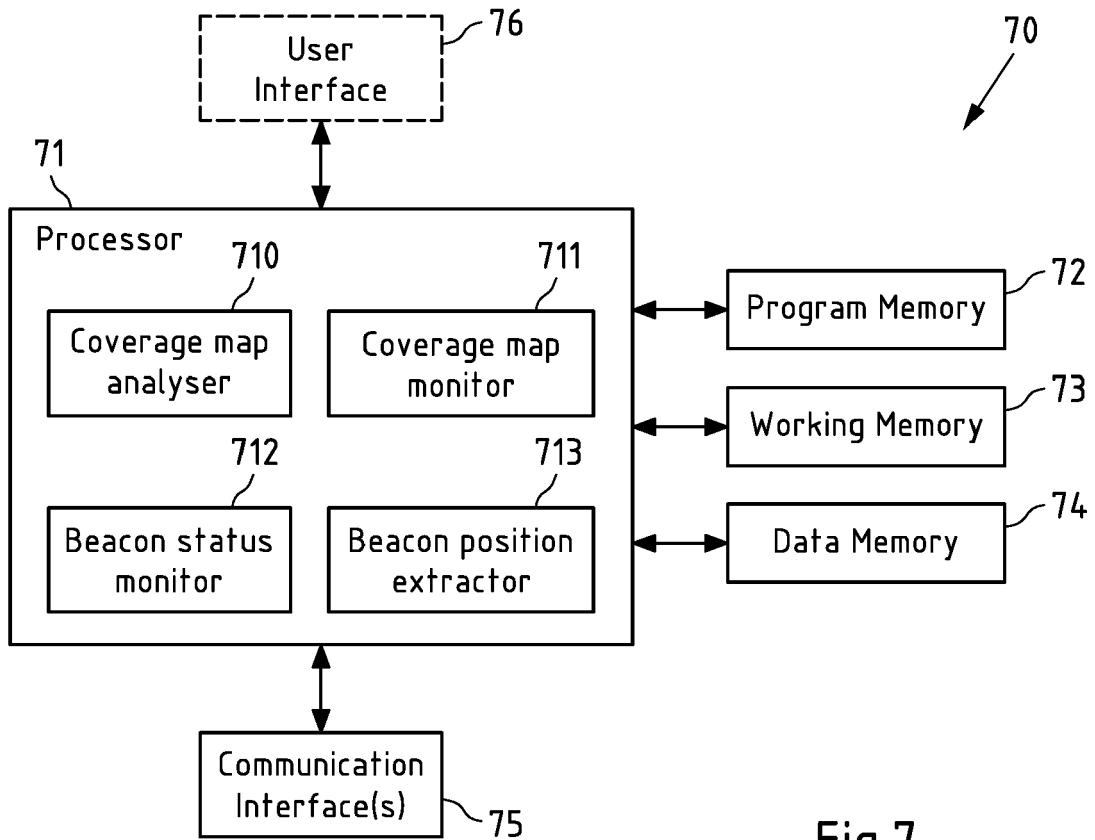 User
Interface
76
70
71
Processor
710
711
Coverage map
analyser
Coverage map
monitor
712
713
Beacon status
monitor
Beacon position
extractor
72
Program Memory
73
Working Memory
74
Data Memory
Communication
Interface(s)
75
Fig.7